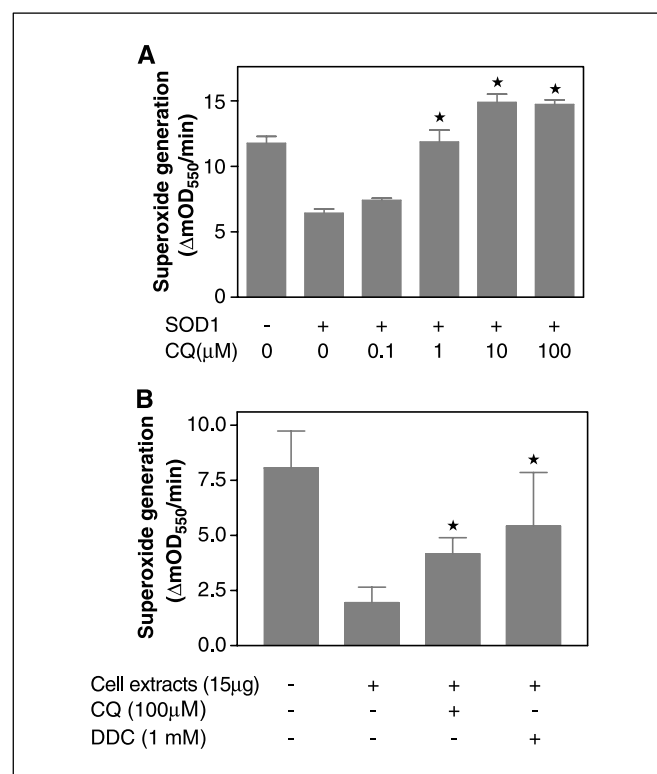 A
Superoxide generation
(ΔmOD550/min)
15
10
5
0
SOD1 - + + + + +
CQ(μM) 0 0 0.1 1 10 100
★ ★ ★
B
Superoxide generation
(ΔmOD550/min)
10.0
7.5
5.0
2.5
0.0
★ ★
Cell extracts (15μg) - + + +
CQ (100μM) - - + -
DDC (1 mM) - - - +